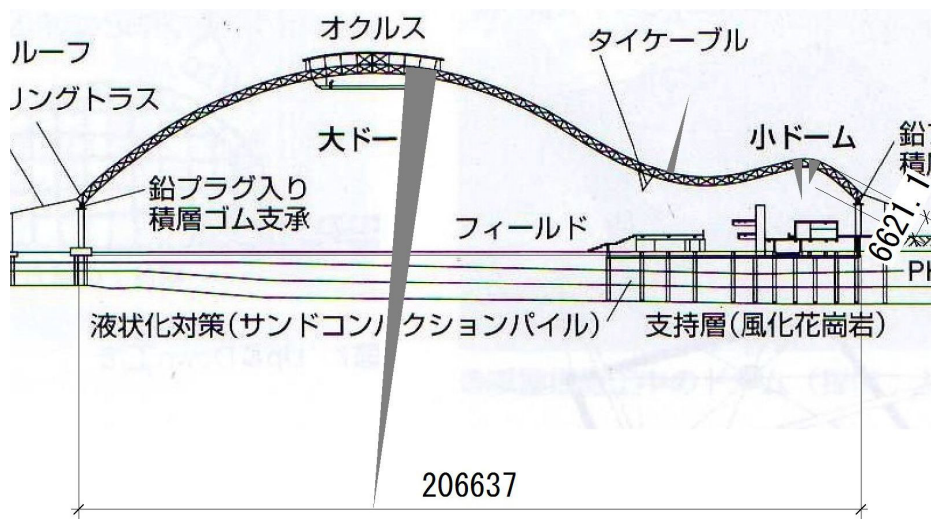 オクルス
ルーフ
タイケーブル
リングトラス
大ドー
小ドーム
鉛プラグ入り
積層ゴム支承
鉛
積
6621.1
フィールド
液状化対策(サンドコン クションパイル)
支持層(風化花崗岩)
206637